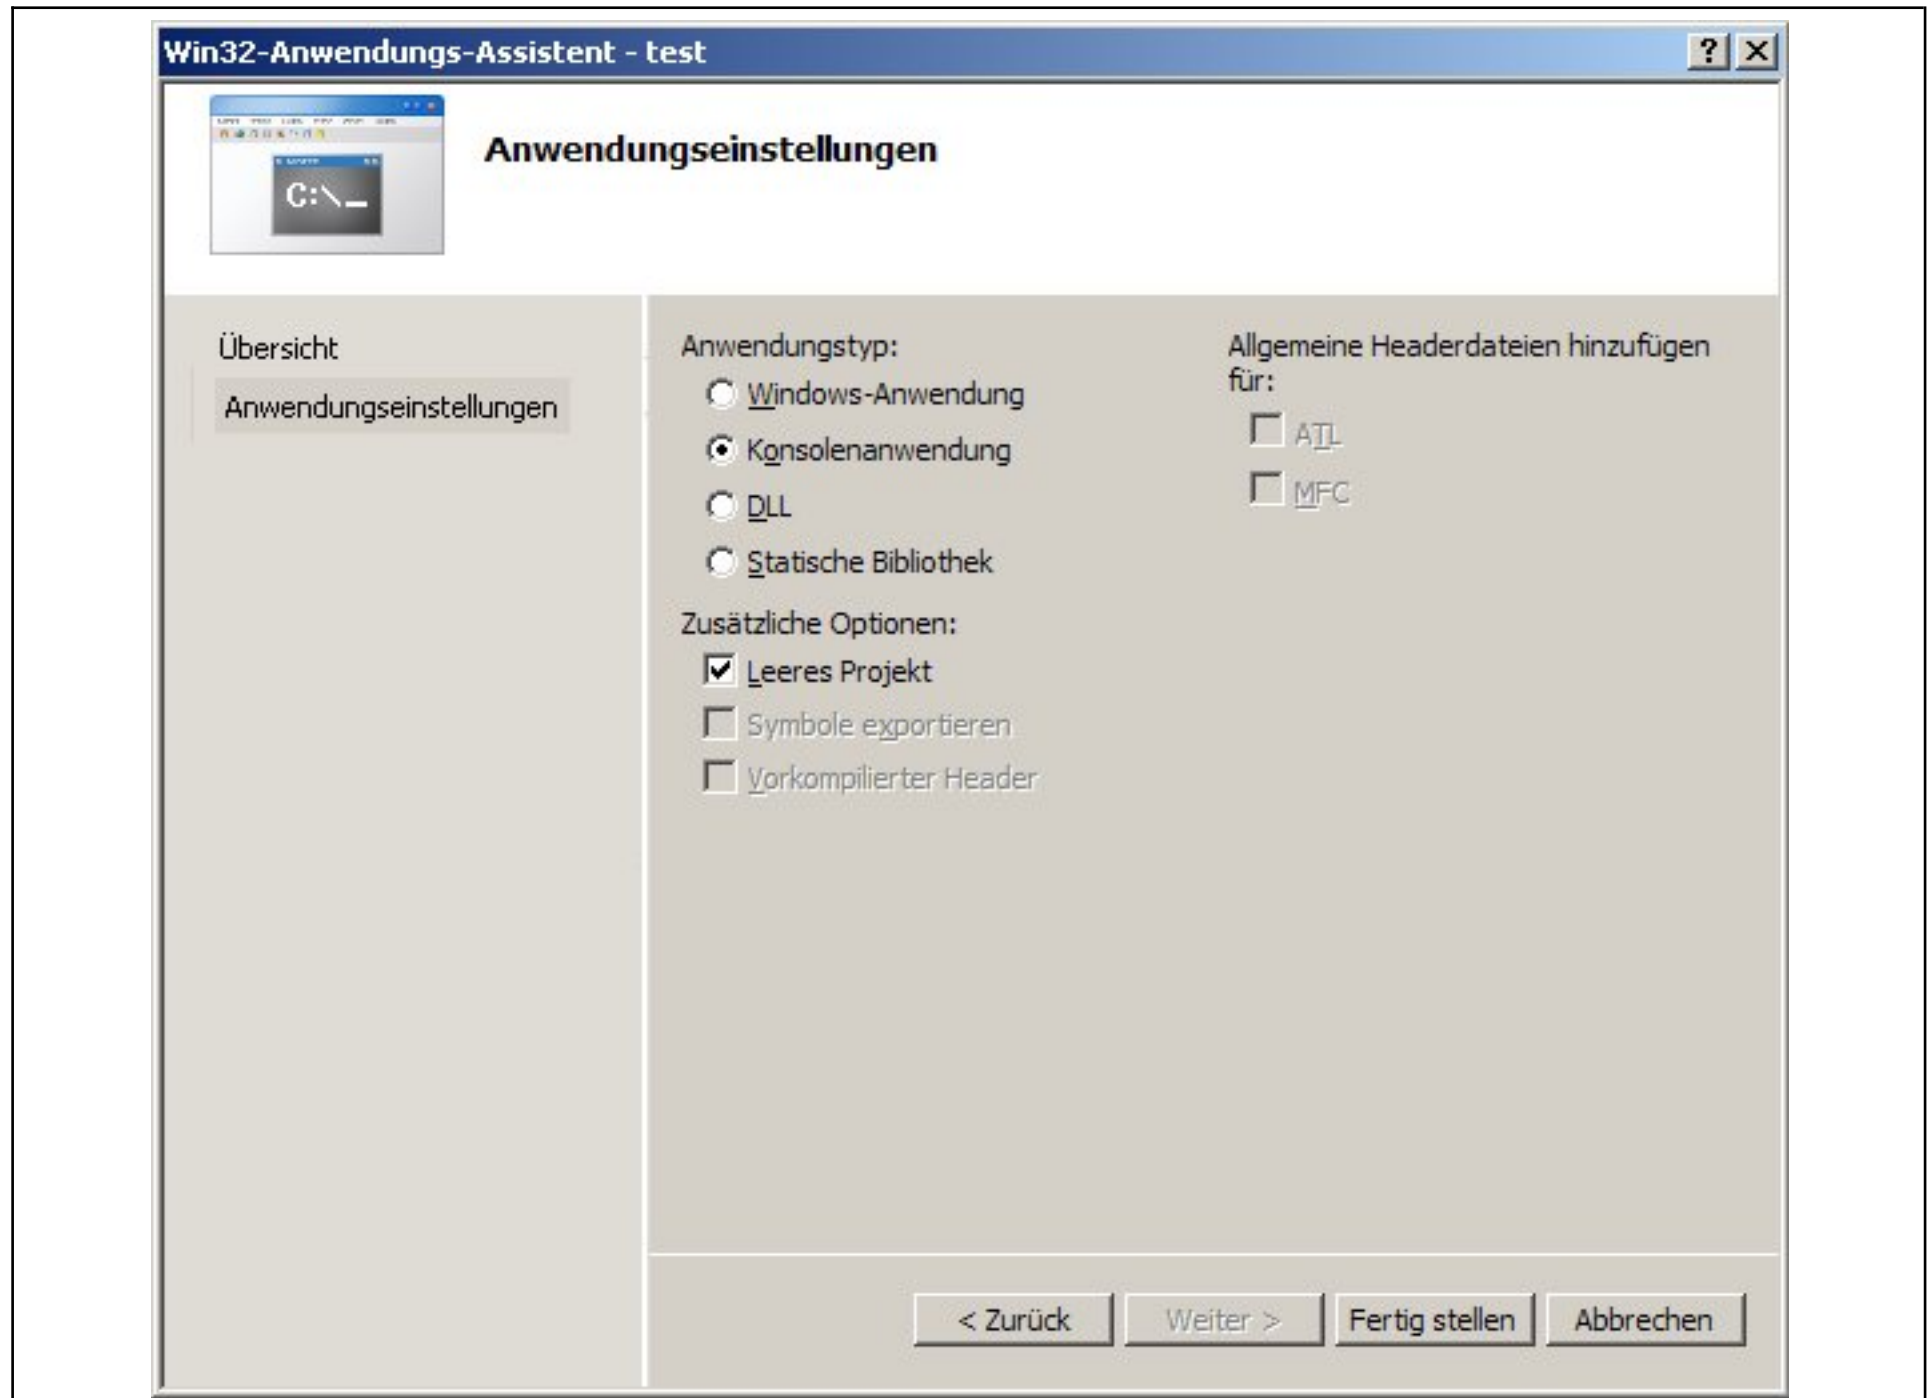 Win32-Anwendungs-Assistent - test
C:\_
Anwendungseinstellungen
Übersicht
Anwendungseinstellungen
Anwendungstyp:
Windows-Anwendung
Konsolenanwendung
DLL
Statische Bibliothek
Zusätzliche Optionen:
Leeres Projekt
Symbole exportieren
Vorkompilierter Header
Allgemeine Headerdateien hinzufügen
für:
ATL
MFC
< Zurück
Weiter >
Fertig stellen
Abbrechen